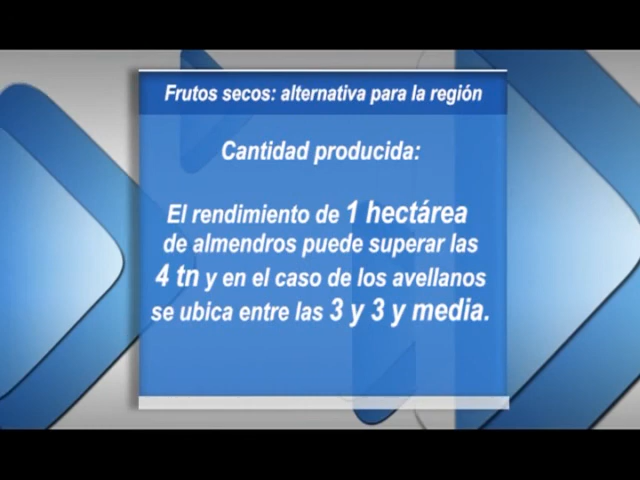 Frutos secos: alternativa para la región
Cantidad producida:
El rendimiento de 1 hectárea
de almendros puede superar las
4 tn y en el caso de los avellanos
se ubica entre las 3 y 3 y media.